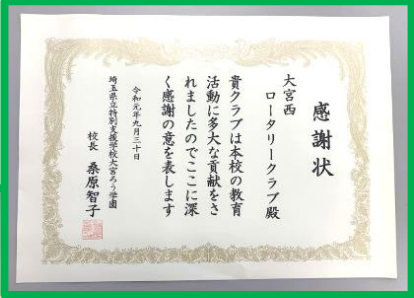 感謝状
大宮西
ロータリークラブ殿
貴クラブは本校の教育
活動に多大な貢献をさ
れましたのでここに深
く感謝の意を表します
令和元年九月三十日
埼玉県立特別支援学校大宮ろう学園
校長 桑原智子